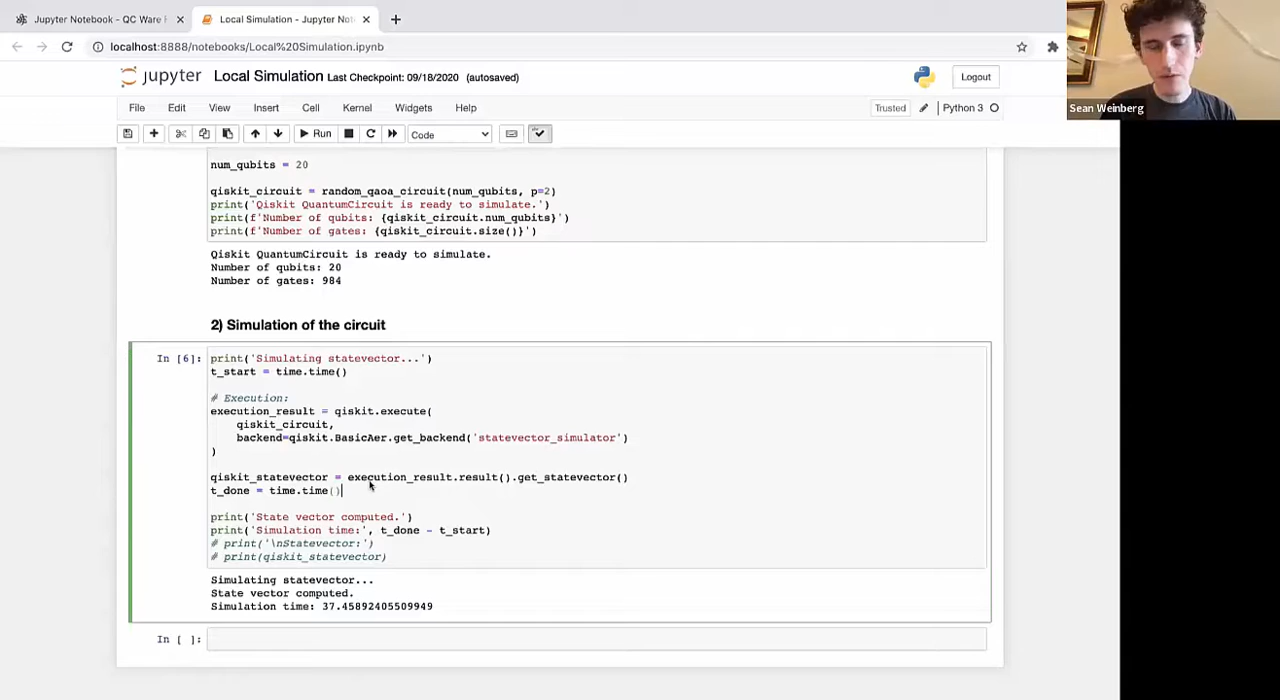 Jupyter Notebook - QC Ware F
Local Simulation - Jupyter Not
localhost:8888/notebooks/Local%20Simulation.ipynb
jupyter Local Simulation Last Checkpoint: 09/18/2020 (autosaved)
Logout
Sean Weinberg
File Edit View Insert Cell Kernel Widgets Help
Trusted Python 3
Run Code
num_qubits = 20
qiskit_circuit = random_qaoa_circuit(num_qubits, p=2)
print('Qiskit QuantumCircuit is ready to simulate.')
print(f'Number of qubits: {qiskit_circuit.num_qubits}')
print(f'Number of gates: {qiskit_circuit.size()}')
Qiskit QuantumCircuit is ready to simulate.
Number of qubits: 20
Number of gates: 984
2) Simulation of the circuit
In [6]: print('Simulating statevector...')
t_start = time.time()
# Execution:
execution_result = qiskit.execute(
qiskit_circuit,
backend=qiskit.BasicAer.get_backend('statevector_simulator')
)
qiskit_statevector = execution_result.result().get_statevector()
t_done = time.time()
print('State vector computed.')
print('Simulation time:', t_done - t_start)
# print('\nStatevector:')
# print(qiskit_statevector)
Simulating statevector...
State vector computed.
Simulation time: 37.45892405509949
In [ ]: